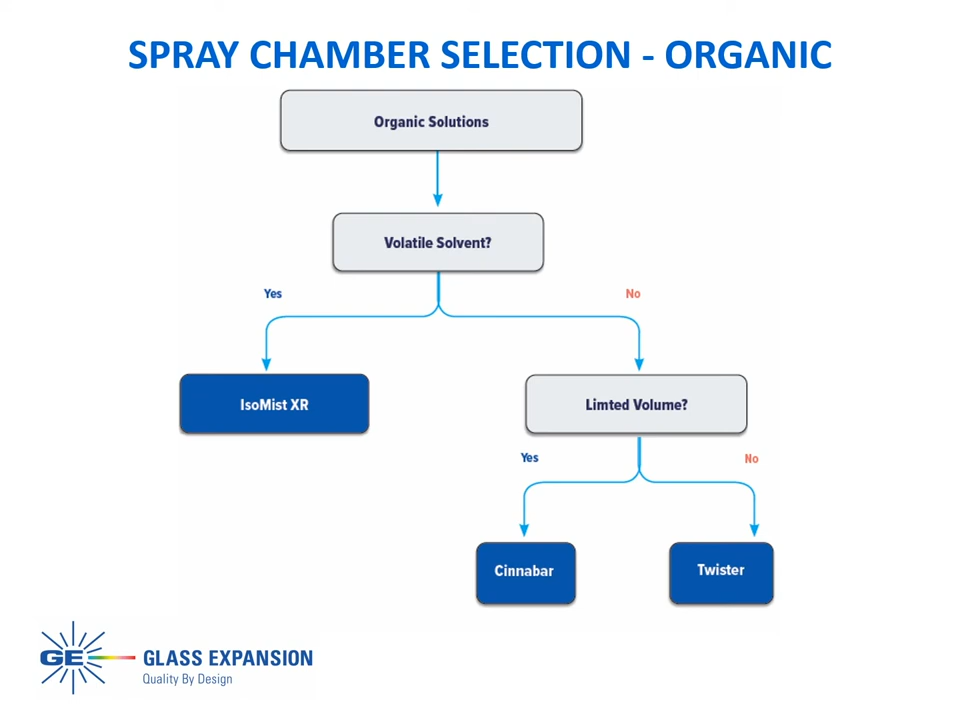 SPRAY CHAMBER SELECTION - ORGANIC
Organic Solutions
Volatile Solvent?
Yes
No
IsoMist XR
Limted Volume?
Yes
No
Cinnabar
Twister
GE
GLASS EXPANSION
Quality By Design